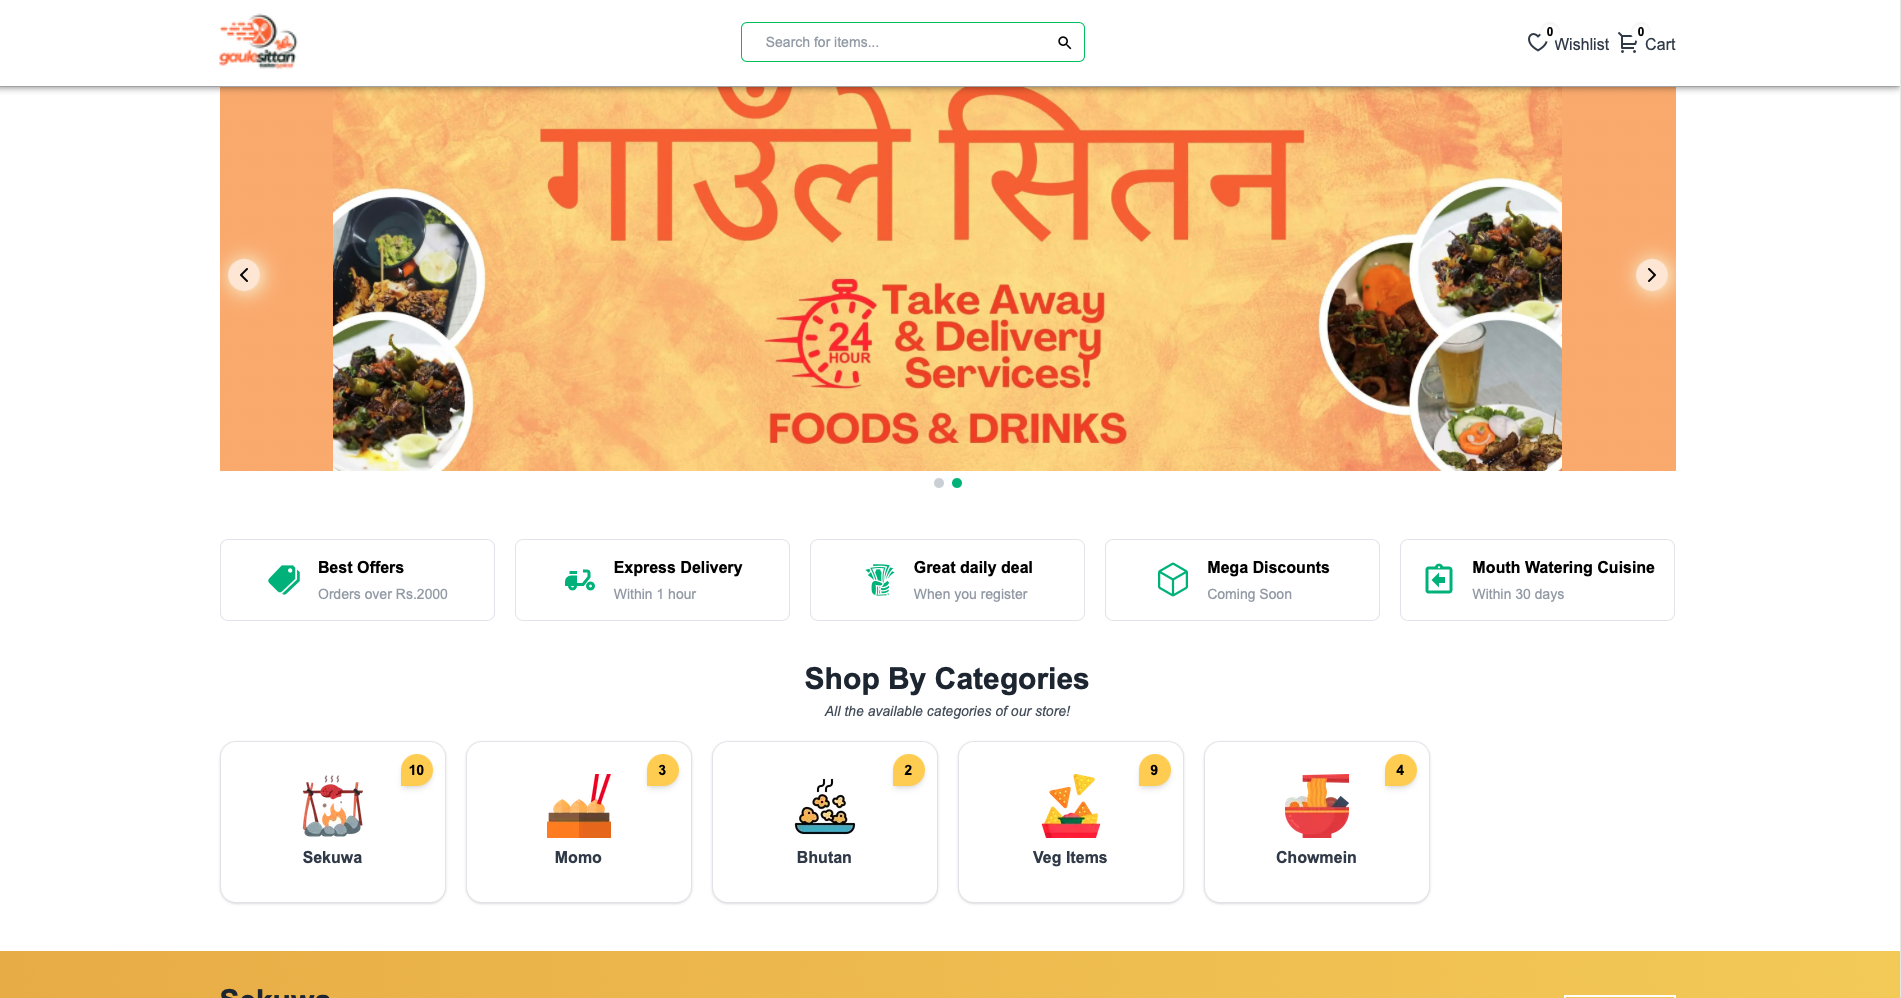 gaulesittan
Search for items...
0
Wishlist
0
Cart
गाउँले सितन
24
HOUR
Take Away
& Delivery
Services!
FOODS & DRINKS
Best Offers
Orders over Rs.2000
Express Delivery
Within 1 hour
Great daily deal
When you register
Mega Discounts
Coming Soon
Mouth Watering Cuisine
Within 30 days
Shop By Categories
All the available categories of our store!
10
Sekuwa
3
Momo
2
Bhutan
9
Veg Items
4
Chowmein
Sekuwa